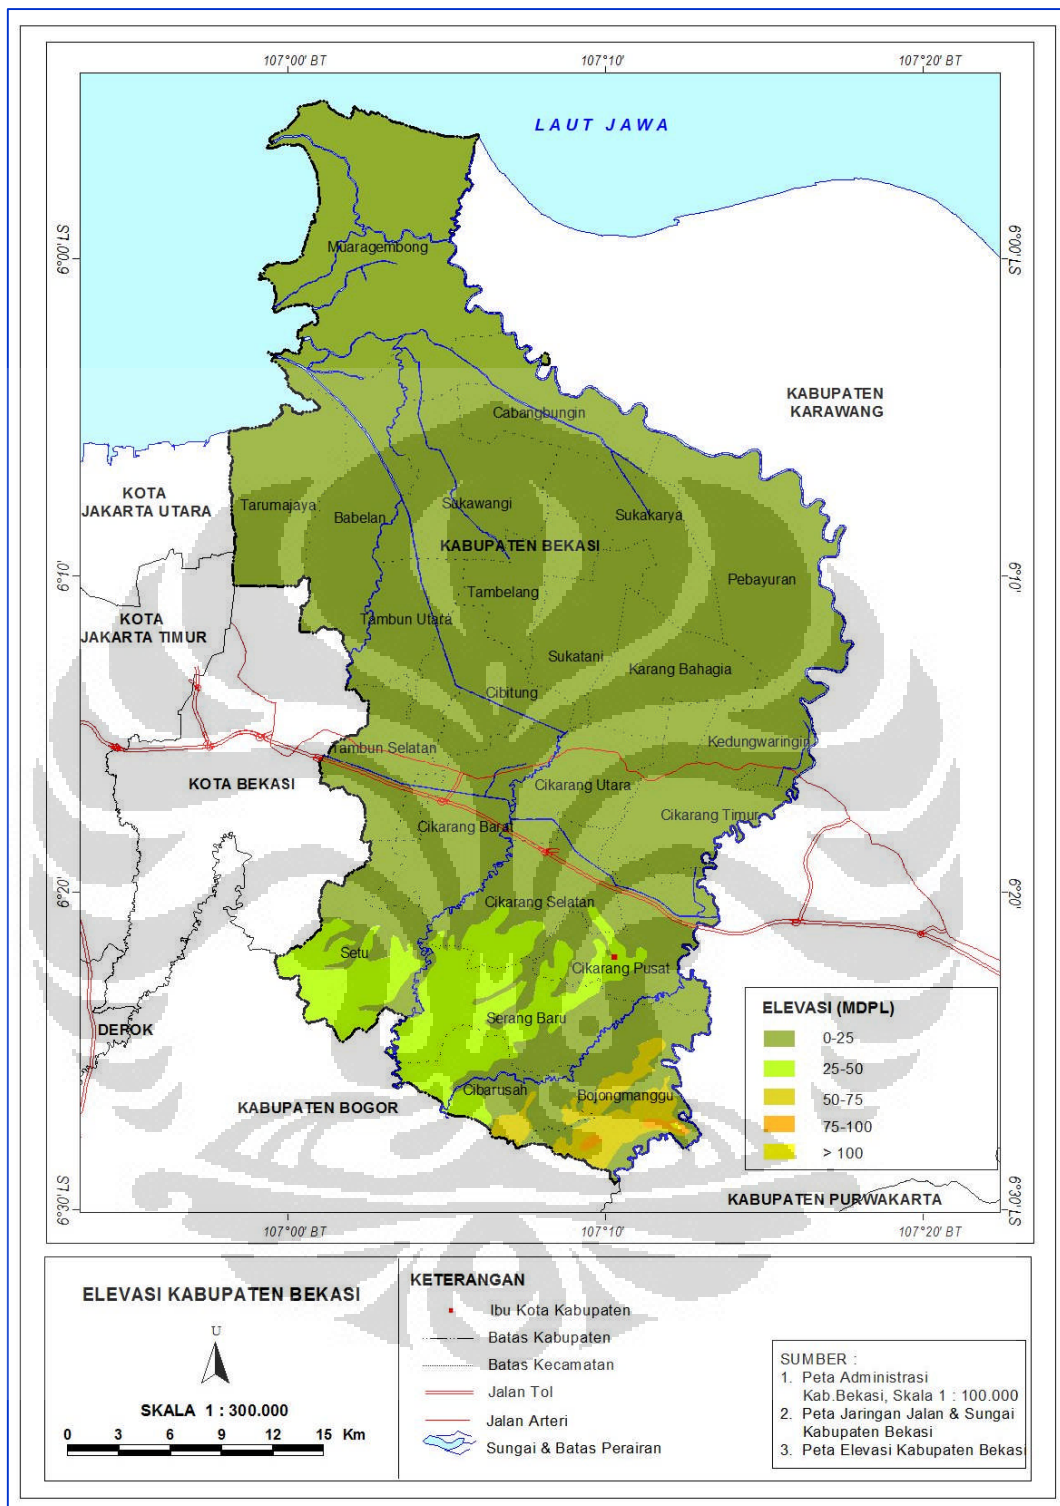 107°00' BT
107°10'
107°20' BT
LAUT JAWA
6°00' LS
6°00' LS
Muaragembong
KABUPATEN
KARAWANG
Cabangbungin
KOTA
JAKARTA UTARA
Tarumajaya
Babelan
Sukawangi
Sukakarya
KABUPATEN BEKASI
6°10'
6°10'
Pebayuran
Tambelang
KOTA
JAKARTA TIMUR
Tambun Utara
Sukatani
Karang Bahagia
Cibitung
Tambun Selatan
Kedungwaringin
KOTA BEKASI
Cikarang Utara
Cikarang Timur
Cikarang Barat
6°20'
6°20'
Cikarang Selatan
Setu
Cikarang Pusat
Serang Baru
DEROK
ELEVASI (MDPL)
0-25
25-50
50-75
75-100
> 100
Cibarusah
Bojongmanggu
KABUPATEN BOGOR
KABUPATEN PURWAKARTA
6°30' LS
6°30' LS
107°00' BT
107°10'
107°20' BT
ELEVASI KABUPATEN BEKASI
U
SKALA 1 : 300.000
0 3 6 9 12 15 Km
KETERANGAN
Ibu Kota Kabupaten
Batas Kabupaten
Batas Kecamatan
Jalan Tol
Jalan Arteri
Sungai & Batas Perairan
SUMBER :
1. Peta Administrasi
Kab.Bekasi, Skala 1 : 100.000
2. Peta Jaringan Jalan & Sungai
Kabupaten Bekasi
3. Peta Elevasi Kabupaten Bekasi